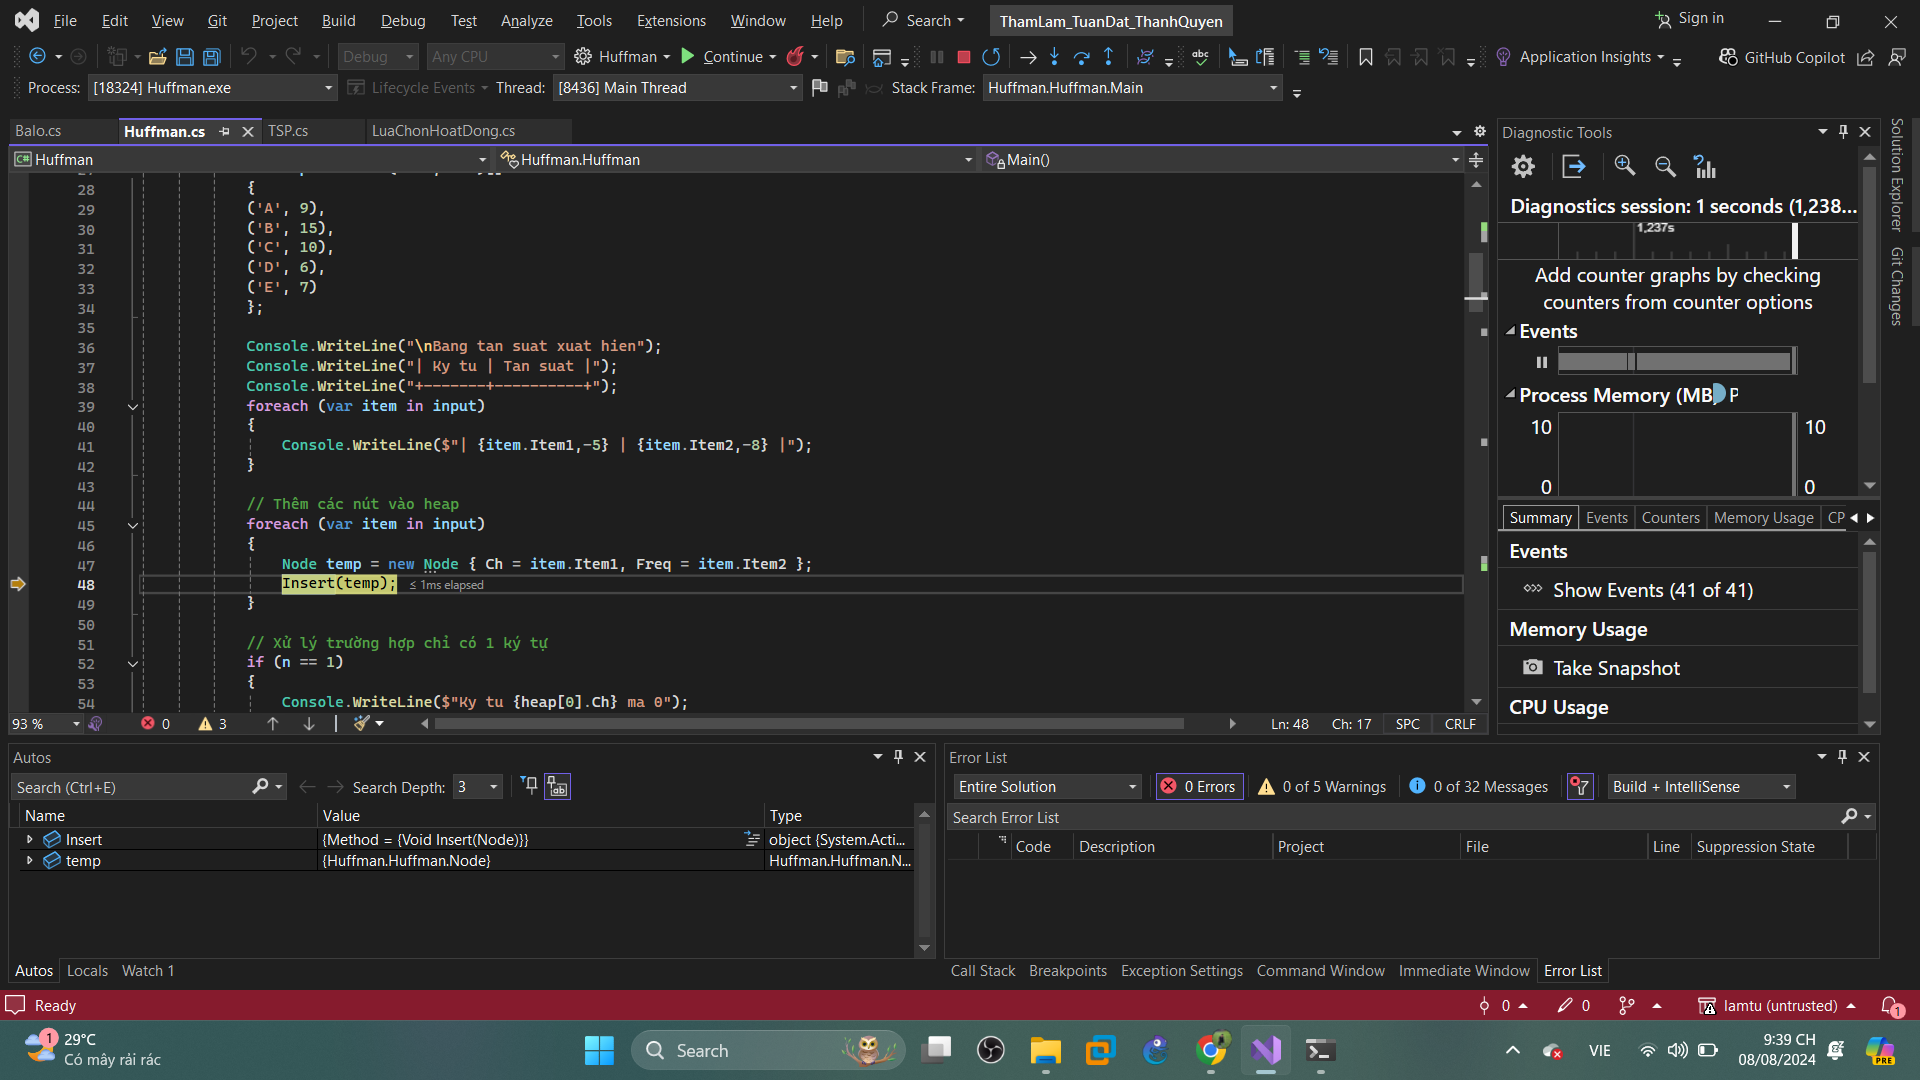 File Edit View Git Project Build Debug Test Analyze Tools Extensions Window Help Search ThamLam_TuanDat_ThanhQuyen Sign in
Debug Any CPU Huffman Continue Application Insights GitHub Copilot
Process: [18324] Huffman.exe Lifecycle Events Thread: [8436] Main Thread Stack Frame: Huffman.Huffman.Main
Balo.cs Huffman.cs TSP.cs LuaChonHoatDong.cs
C# Huffman Huffman.Huffman Main()
28 {
29 ('A', 9),
30 ('B', 15),
31 ('C', 10),
32 ('D', 6),
33 ('E', 7)
34 };
35
36 Console.WriteLine("\nBang tan suat xuat hien");
37 Console.WriteLine("| Ky tu | Tan suat |");
38 Console.WriteLine("+-------+----------+");
39 foreach (var item in input)
40 {
41 Console.WriteLine($"| {item.Item1,-5} | {item.Item2,-8} |");
42 }
43
44 // Thêm các nút vào heap
45 foreach (var item in input)
46 {
47 Node temp = new Node { Ch = item.Item1, Freq = item.Item2 };
48 Insert(temp); ≤ 1ms elapsed
49 }
50
51 // Xử lý trường hợp chỉ có 1 ký tự
52 if (n == 1)
53 {
54 Console.WriteLine($"Ky tu {heap[0].Ch} ma 0");
93 % 0 3 Ln: 48 Ch: 17 SPC CRLF
Diagnostic Tools
Diagnostics session: 1 seconds (1,238...
1,237s
Add counter graphs by checking
counters from counter options
Events
Process Memory (MB) P
10 10
0 0
Summary Events Counters Memory Usage CP
Events
Show Events (41 of 41)
Memory Usage
Take Snapshot
CPU Usage
Solution Explorer
Git Changes
Autos
Search (Ctrl+E) Search Depth: 3
Name Value Type
Insert {Method = {Void Insert(Node)}} object {System.Acti...
temp {Huffman.Huffman.Node} Huffman.Huffman.N...
Autos Locals Watch 1
Error List
Entire Solution 0 Errors 0 of 5 Warnings 0 of 32 Messages Build + IntelliSense
Search Error List
Code Description Project File Line Suppression State
Call Stack Breakpoints Exception Settings Command Window Immediate Window Error List
Ready 0 0 lamtu (untrusted) 1
1 29°C
Có mây rải rác
Search
VIE
9:39 CH
08/08/2024
PRE